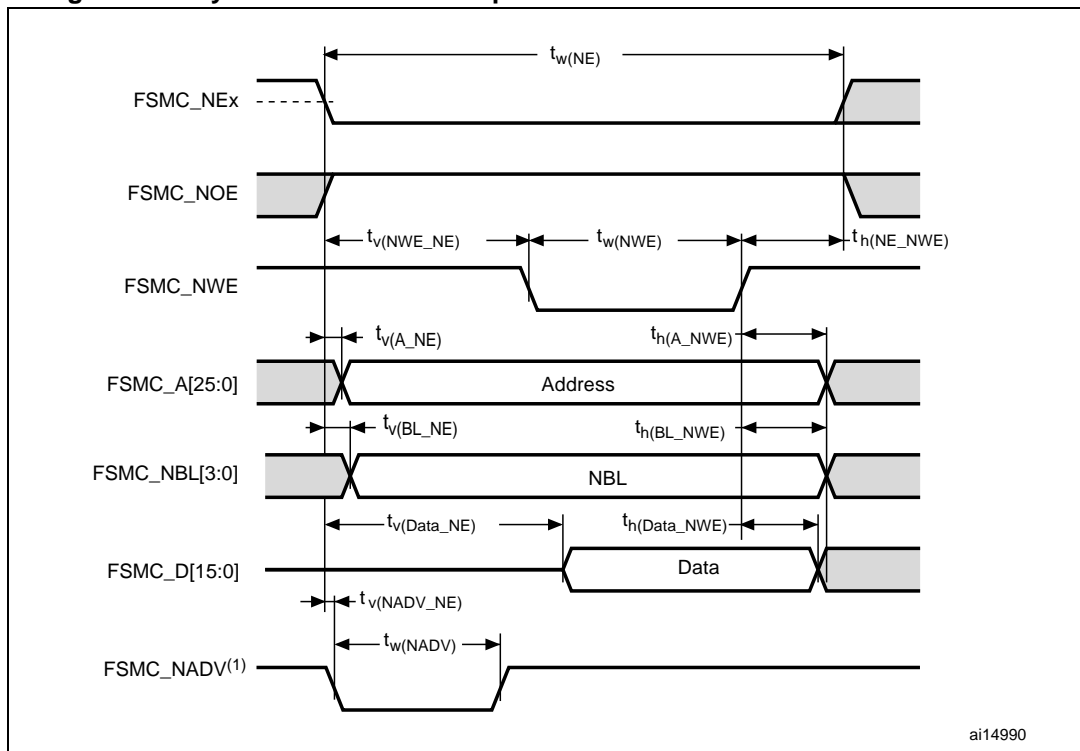 tw(NE)
FSMC_NEx
FSMC_NOE
tv(NWE_NE)
tw(NWE)
th(NE_NWE)
FSMC_NWE
tv(A_NE)
th(A_NWE)
FSMC_A[25:0]
Address
tv(BL_NE)
th(BL_NWE)
FSMC_NBL[3:0]
NBL
tv(Data_NE)
th(Data_NWE)
FSMC_D[15:0]
Data
tv(NADV_NE)
tw(NADV)
FSMC_NADV(1)
ai14990